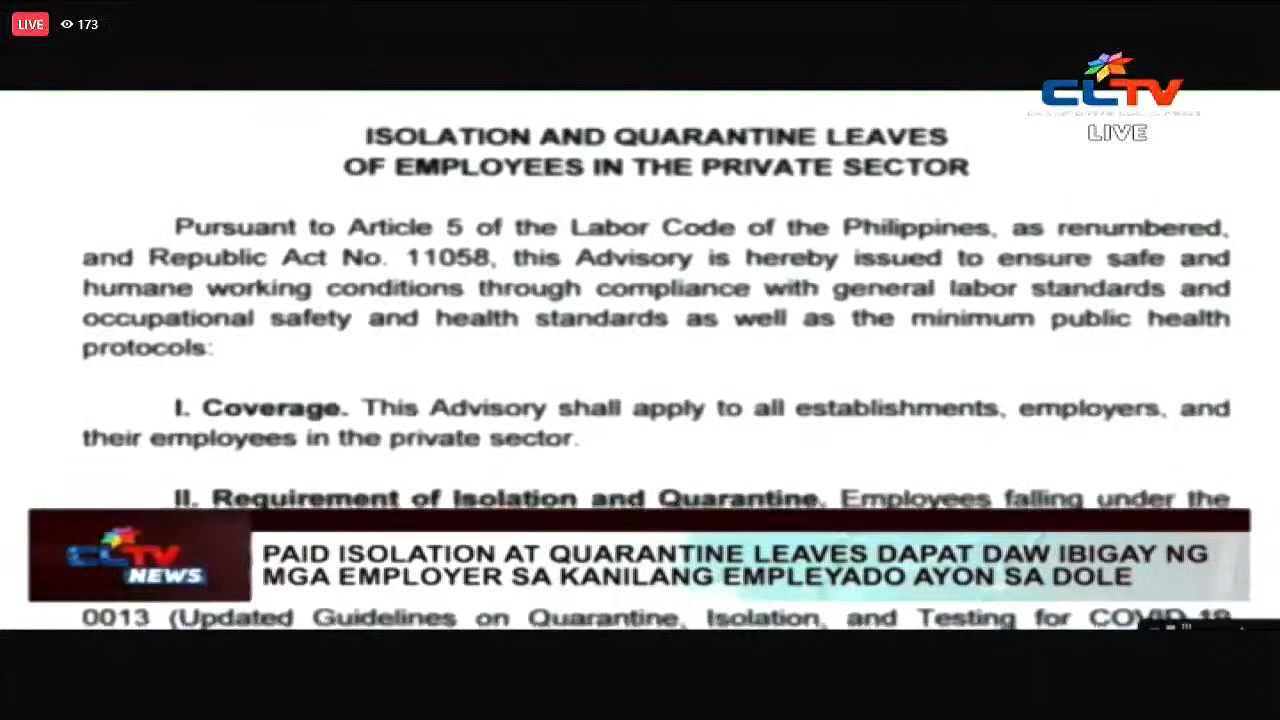 LIVE 173
CLTV
LIVE
ISOLATION AND QUARANTINE LEAVES
OF EMPLOYEES IN THE PRIVATE SECTOR
Pursuant to Article 5 of the Labor Code of the Philippines, as renumbered,
and Republic Act No. 11058, this Advisory is hereby issued to ensure safe and
humane working conditions through compliance with general labor standards and
occupational safety and health standards as well as the minimum public health
protocols:
I. Coverage. This Advisory shall apply to all establishments, employers, and
their employees in the private sector.
II. Requirement of Isolation and Quarantine. Employees falling under the
CLTV
NEWS
PAID ISOLATION AT QUARANTINE LEAVES DAPAT DAW IBIGAY NG
MGA EMPLOYER SA KANILANG EMPLEYADO AYON SA DOLE
0013 (Updated Guidelines on Quarantine, Isolation, and Testing for COVID-19